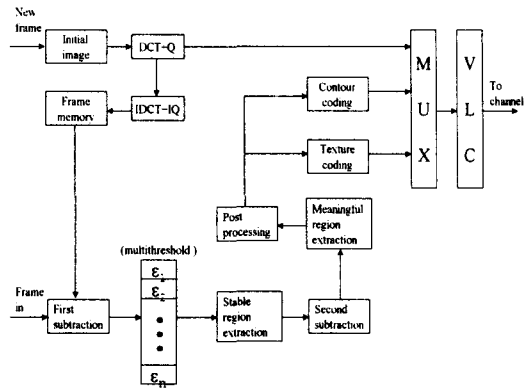 New
frame
Initial
image
DCT+Q
M
U
X
V
L
C
To
channel
Frame
memory
IDCT+IQ
Contour
coding
Texture
coding
Post
processing
Meaningful
region
extraction
(multithreshold )
Frame
in
First
subtraction
ε1
ε2
εn
Stable
region
extraction
Second
subtraction